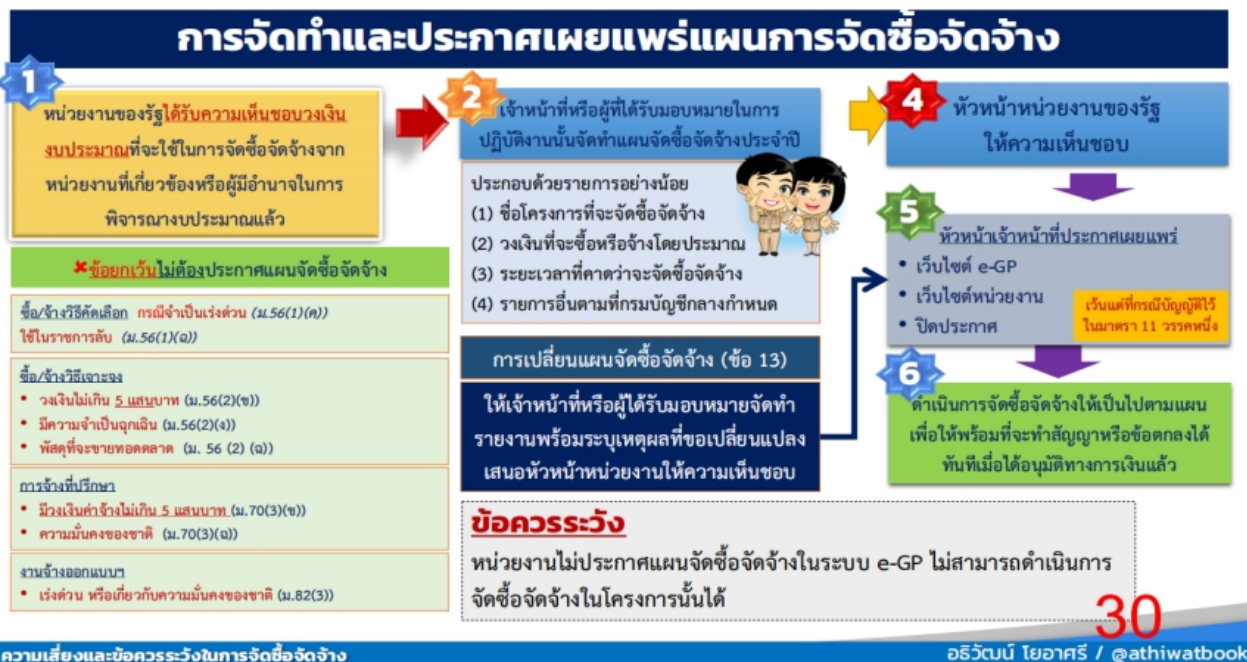 การจัดทำและประกาศเผยแพร่แผนการจัดซื้อจัดจ้าง
1
หน่วยงานของรัฐได้รับความเห็นชอบวงเงิน
งบประมาณที่จะใช้ในการจัดซื้อจัดจ้างจาก
หน่วยงานที่เกี่ยวข้องหรือผู้มีอำนาจในการ
พิจารณางบประมาณแล้ว
✖ข้อยกเว้นไม่ต้องประกาศแผนจัดซื้อจัดจ้าง
ซื้อ/จ้างวิธีคัดเลือก กรณีจำเป็นเร่งด่วน (ม.56(1)(ค))
ใช้ในราชการลับ (ม.56(1)(ฉ))
ซื้อ/จ้างวิธีเจาะจง
• วงเงินไม่เกิน 5 แสนบาท (ม.56(2)(ข))
• มีความจำเป็นฉุกเฉิน (ม.56(2)(ง))
• พัสดุที่จะขายทอดตลาด (ม. 56 (2) (ฉ))
การจ้างที่ปรึกษา
• มีวงเงินค่าจ้างไม่เกิน 5 แสนบาท (ม.70(3)(ข))
• ความมั่นคงของชาติ (ม.70(3)(ฉ))
งานจ้างออกแบบฯ
• เร่งด่วน หรือเกี่ยวกับความมั่นคงของชาติ (ม.82(3))
2
เจ้าหน้าที่หรือผู้ที่ได้รับมอบหมายในการ
ปฏิบัติงานนั้นจัดทำแผนจัดซื้อจัดจ้างประจำปี
ประกอบด้วยรายการอย่างน้อย
(1) ชื่อโครงการที่จะจัดซื้อจัดจ้าง
(2) วงเงินที่จะซื้อหรือจ้างโดยประมาณ
(3) ระยะเวลาที่คาดว่าจะจัดซื้อจัดจ้าง
(4) รายการอื่นตามที่กรมบัญชีกลางกำหนด
การเปลี่ยนแผนจัดซื้อจัดจ้าง (ข้อ 13)
ให้เจ้าหน้าที่หรือผู้ได้รับมอบหมายจัดทำ
รายงานพร้อมระบุเหตุผลที่ขอเปลี่ยนแปลง
เสนอหัวหน้าหน่วยงานให้ความเห็นชอบ
4
หัวหน้าหน่วยงานของรัฐ
ให้ความเห็นชอบ
5
หัวหน้าเจ้าหน้าที่ประกาศเผยแพร่
• เว็บไซต์ e-GP
• เว็บไซต์หน่วยงาน
• ปิดประกาศ
เว้นแต่ที่กรณีบัญญัติไว้
ในมาตรา 11 วรรคหนึ่ง
6
ดำเนินการจัดซื้อจัดจ้างให้เป็นไปตามแผน
เพื่อให้พร้อมที่จะทำสัญญาหรือข้อตกลงได้
ทันทีเมื่อได้อนุมัติทางการเงินแล้ว
ข้อควรระวัง
หน่วยงานไม่ประกาศแผนจัดซื้อจัดจ้างในระบบ e-GP ไม่สามารถดำเนินการ
จัดซื้อจัดจ้างในโครงการนั้นได้
30
ความเสี่ยงและข้อควรระวังในการจัดซื้อจัดจ้าง
อธิวัฒน์ โยอาศรี / @athiwatbook